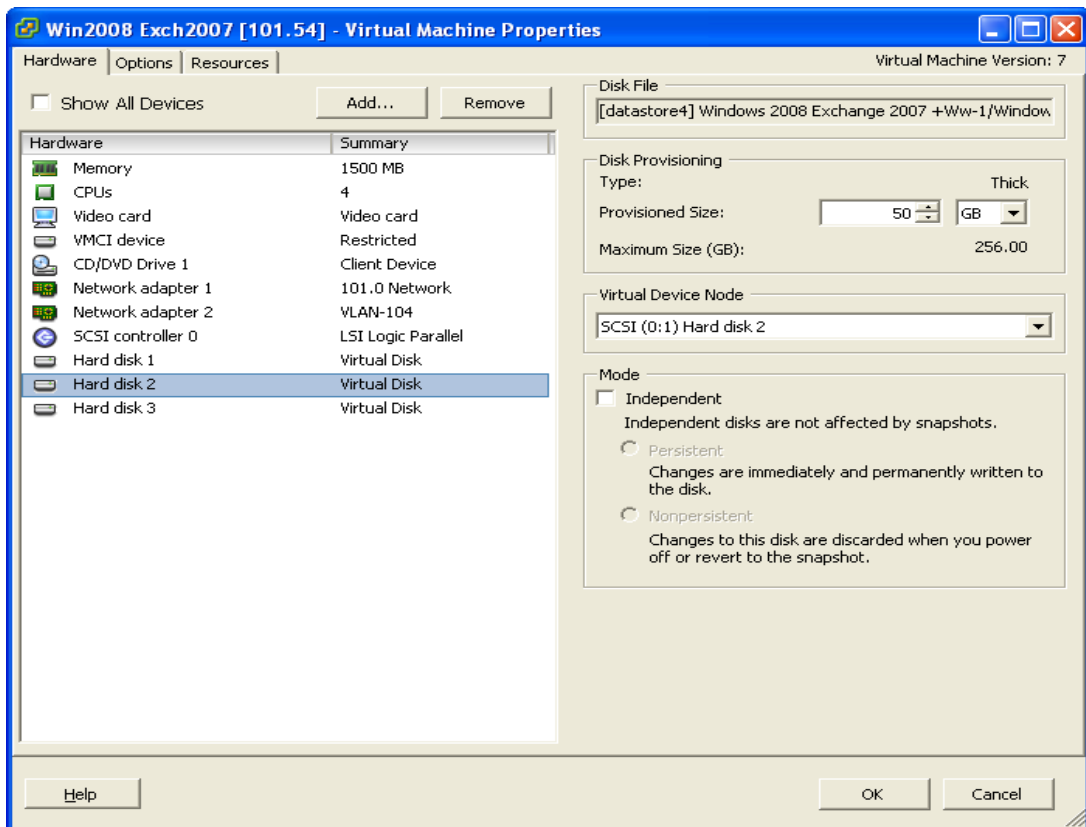 Win2008 Exch2007 [101.54] - Virtual Machine Properties
Hardware Options Resources Virtual Machine Version: 7
Show All Devices Add... Remove
Hardware Summary
Memory 1500 MB
CPUs 4
Video card Video card
VMCI device Restricted
CD/DVD Drive 1 Client Device
Network adapter 1 101.0 Network
Network adapter 2 VLAN-104
SCSI controller 0 LSI Logic Parallel
Hard disk 1 Virtual Disk
Hard disk 2 Virtual Disk
Hard disk 3 Virtual Disk
Disk File
[datastore4] Windows 2008 Exchange 2007 +Ww-1/Window
Disk Provisioning
Type: Thick
Provisioned Size: 50 GB
Maximum Size (GB): 256.00
Virtual Device Node
SCSI (0:1) Hard disk 2
Mode
Independent
Independent disks are not affected by snapshots.
Persistent
Changes are immediately and permanently written to
the disk.
Nonpersistent
Changes to this disk are discarded when you power
off or revert to the snapshot.
Help OK Cancel